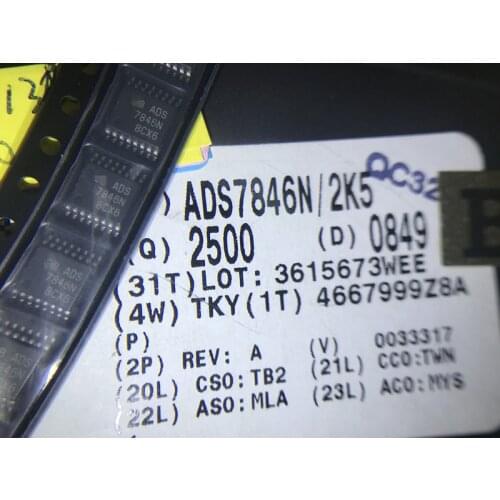 ADS
7846N
8CX6
ADS
7846N
8CX6
ADS
7846N
8CX6
QC32
) ADS7846N/2K5
(Q) 2500 (D) 0849
(31T)LOT: 3615673WEE
(4W) TKY(1T) 4667999Z8A
(P) (V) 0033317
(2P) REV: A (21L) CCO:TWN
(20L) CSO:TB2 (23L) ACO:MYS
(22L) ASO:MLA